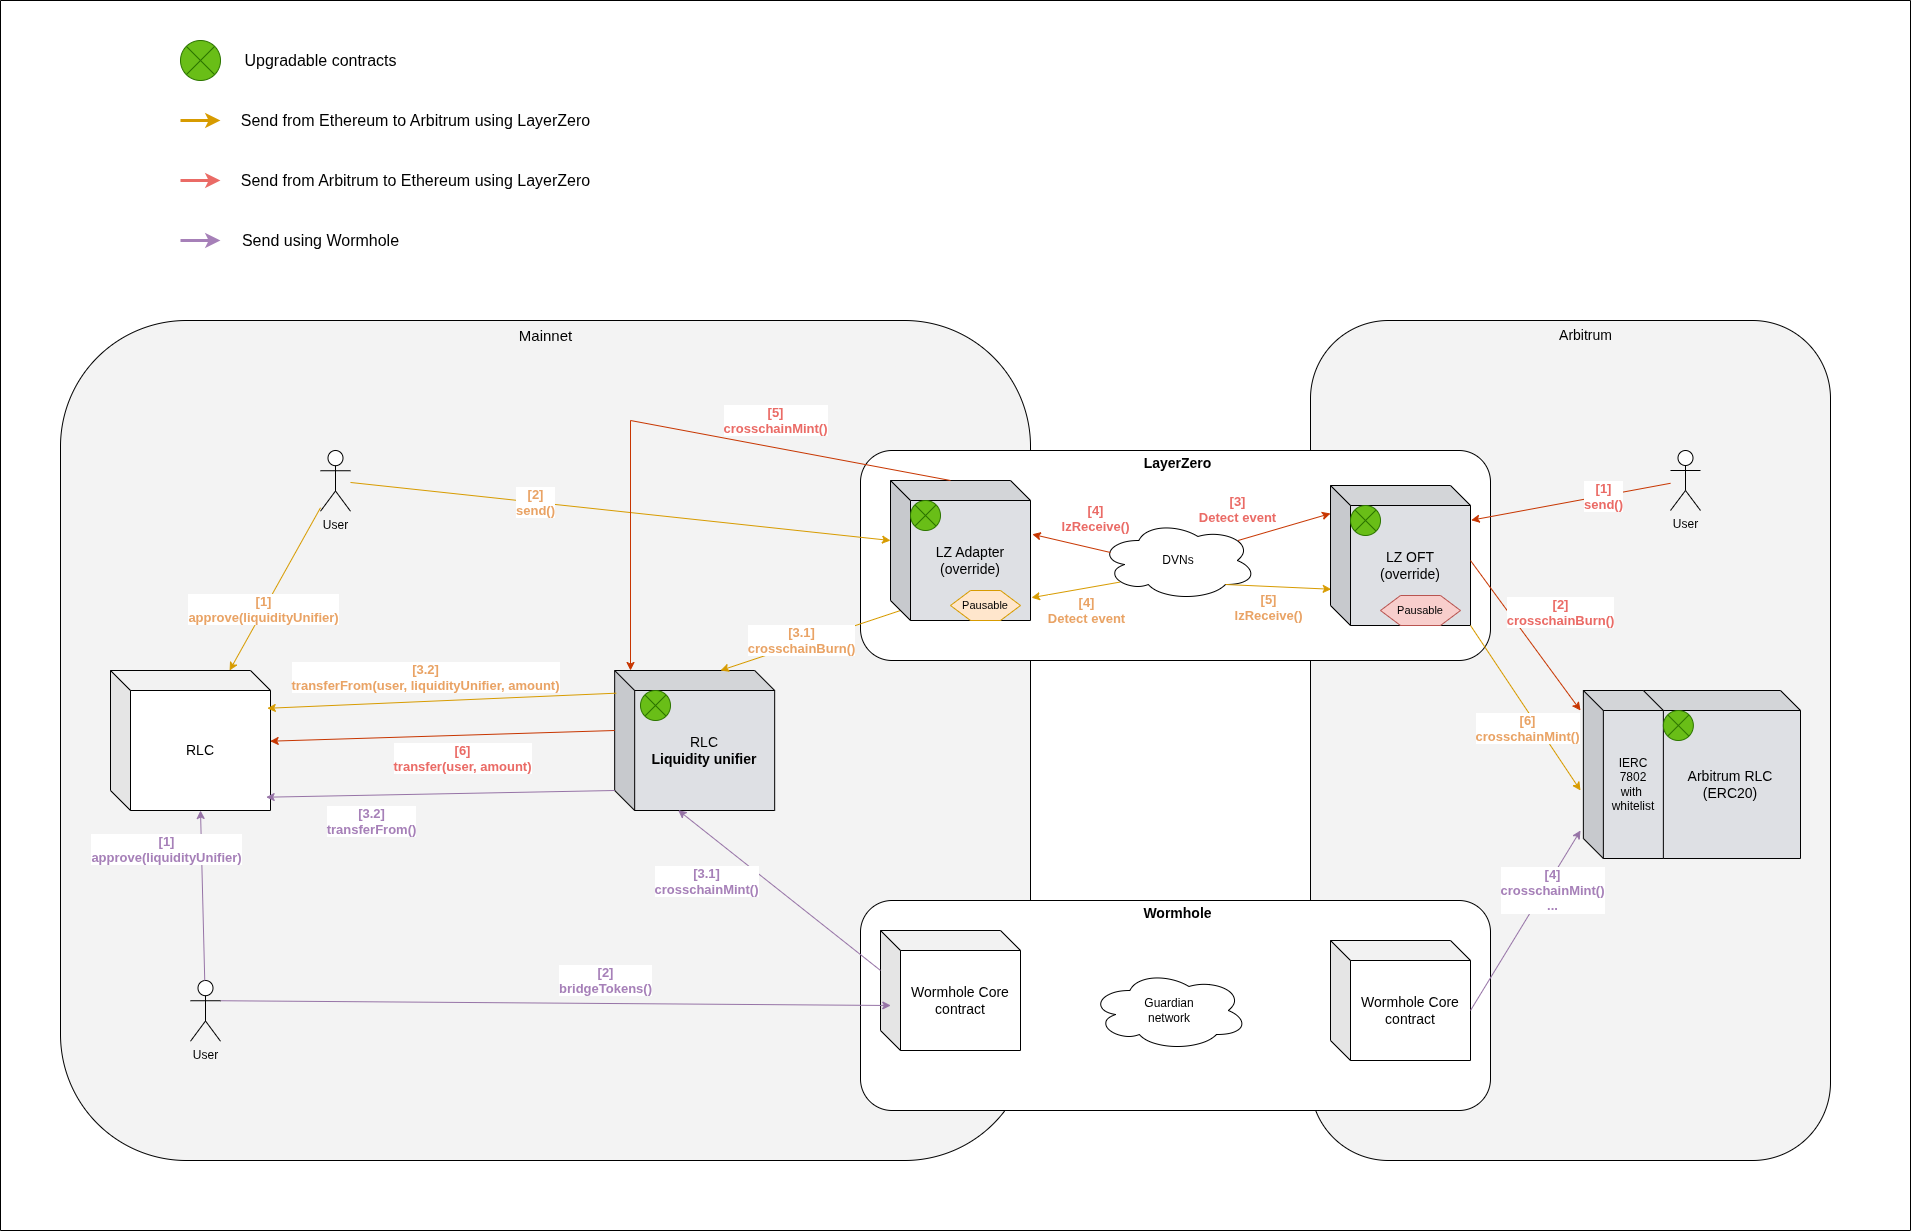 Upgradable contracts
Send from Ethereum to Arbitrum using LayerZero
Send from Arbitrum to Ethereum using LayerZero
Send using Wormhole
Mainnet
Arbitrum
[5]
crosschainMint()
LayerZero
[2]
send()
User
[1]
send()
User
[4]
lzReceive()
[3]
Detect event
LZ Adapter
(override)
Pausable
DVNs
LZ OFT
(override)
Pausable
[4]
Detect event
[5]
lzReceive()
[1]
approve(liquidityUnifier)
[3.1]
crosschainBurn()
[2]
crosschainBurn()
[3.2]
transferFrom(user, liquidityUnifier, amount)
RLC
RLC
Liquidity unifier
[6]
transfer(user, amount)
[6]
crosschainMint()
IERC
7802
with
whitelist
Arbitrum RLC
(ERC20)
[3.2]
transferFrom()
[1]
approve(liquidityUnifier)
[3.1]
crosschainMint()
[4]
crosschainMint()
...
Wormhole
[2]
bridgeTokens()
User
Wormhole Core
contract
Guardian
network
Wormhole Core
contract